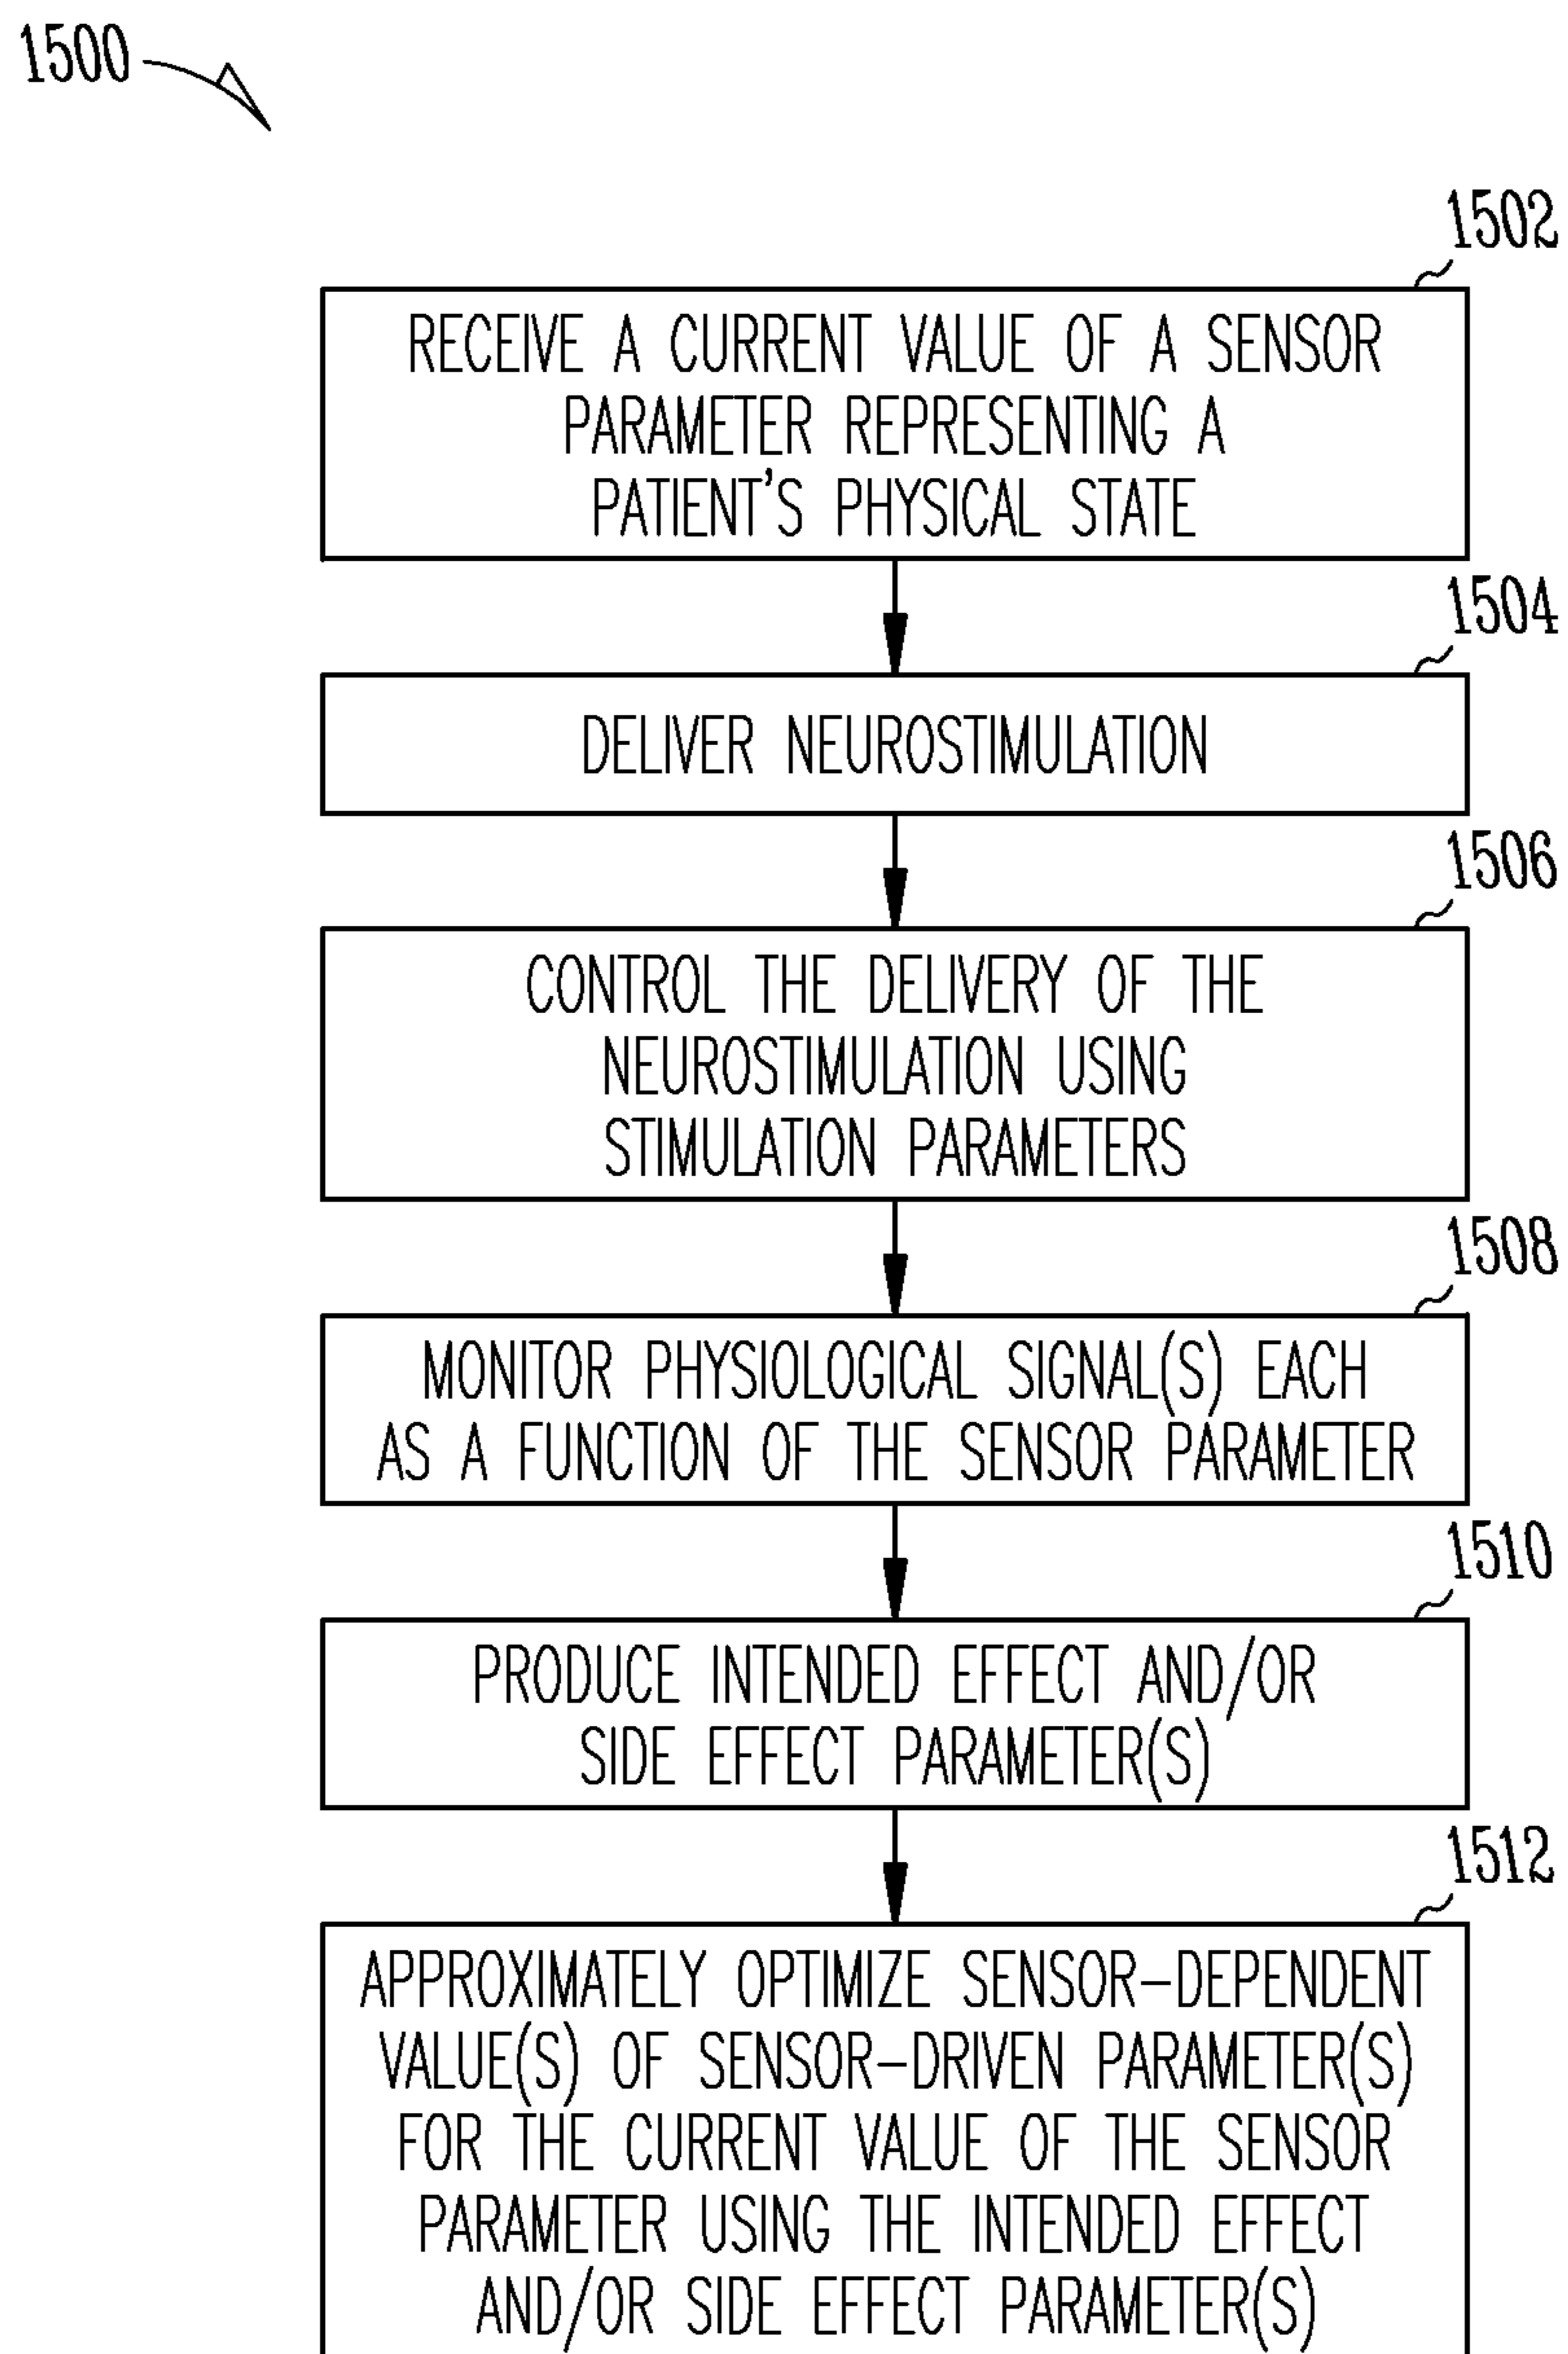 1500
1502
RECEIVE A CURRENT VALUE OF A SENSOR
PARAMETER REPRESENTING A
PATIENT'S PHYSICAL STATE
1504
DELIVER NEUROSTIMULATION
1506
CONTROL THE DELIVERY OF THE
NEUROSTIMULATION USING
STIMULATION PARAMETERS
1508
MONITOR PHYSIOLOGICAL SIGNAL(S) EACH
AS A FUNCTION OF THE SENSOR PARAMETER
1510
PRODUCE INTENDED EFFECT AND/OR
SIDE EFFECT PARAMETER(S)
1512
APPROXIMATELY OPTIMIZE SENSOR-DEPENDENT
VALUE(S) OF SENSOR-DRIVEN PARAMETER(S)
FOR THE CURRENT VALUE OF THE SENSOR
PARAMETER USING THE INTENDED EFFECT
AND/OR SIDE EFFECT PARAMETER(S)